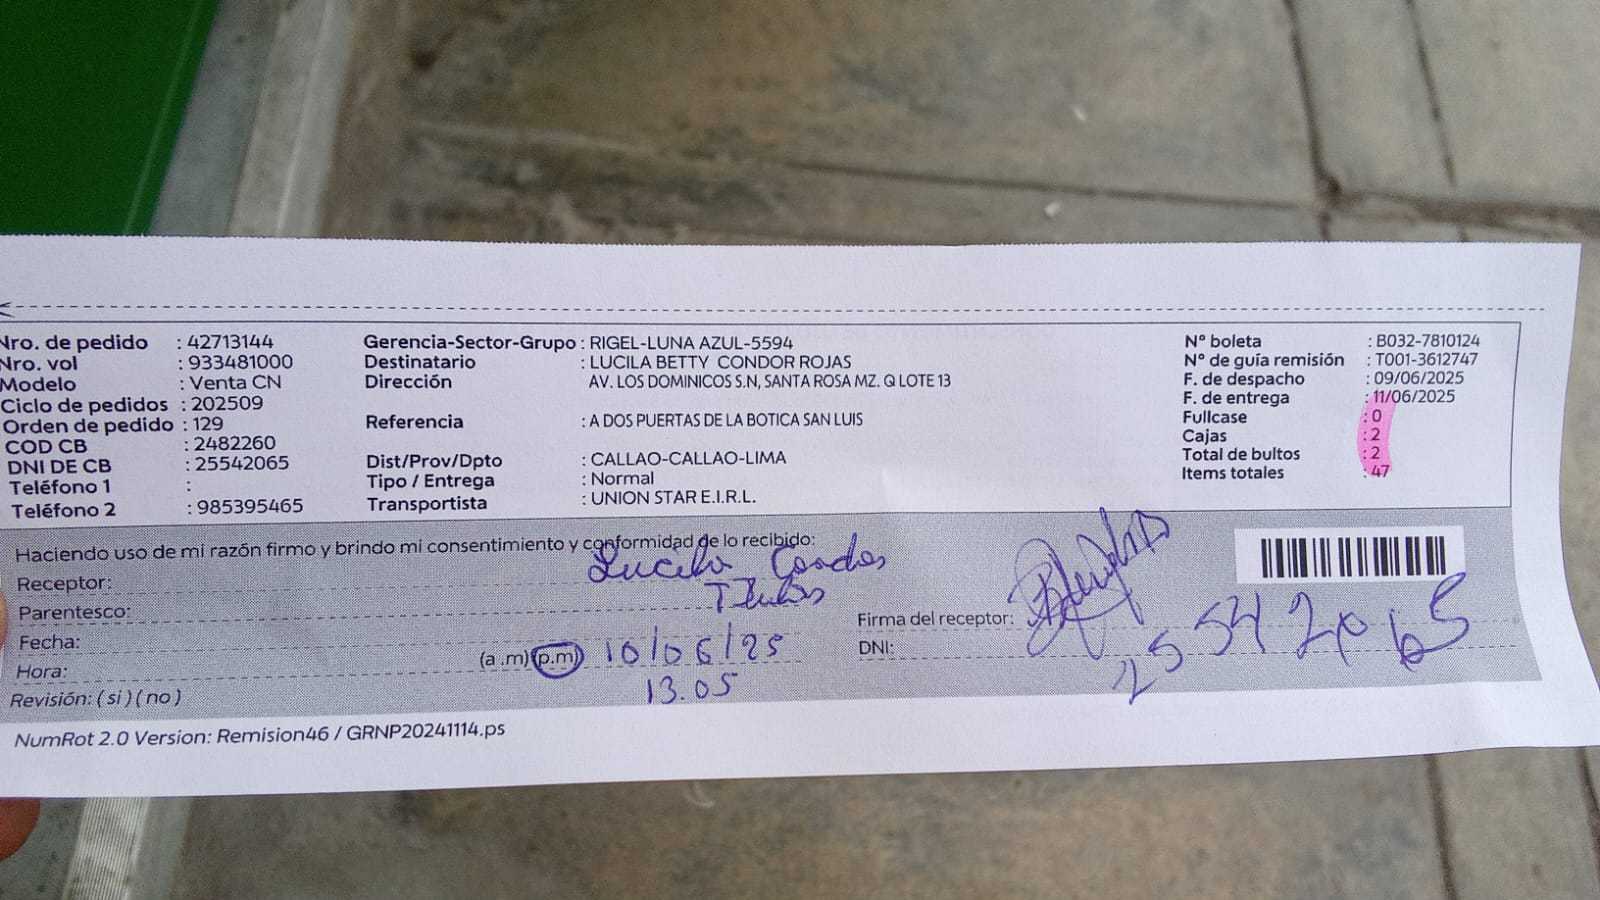 Nro. de pedido : 42713144
Nro. vol : 933481000
Modelo : Venta CN
Ciclo de pedidos : 202509
Orden de pedido : 129
COD CB : 2482260
DNI DE CB : 25542065
Teléfono 1 :
Teléfono 2 : 985395465
Gerencia-Sector-Grupo : RIGEL-LUNA AZUL-5594
Destinatario : LUCILA BETTY CONDOR ROJAS
Dirección AV. LOS DOMINICOS S.N, SANTA ROSA MZ. Q LOTE 13
Referencia : A DOS PUERTAS DE LA BOTICA SAN LUIS
Dist/Prov/Dpto : CALLAO-CALLAO-LIMA
Tipo / Entrega : Normal
Transportista : UNION STAR E.I.R.L.
N° boleta : B032-7810124
N° de guía remisión : T001-3612747
F. de despacho : 09/06/2025
F. de entrega : 11/06/2025
Fullcase : 0
Cajas : 2
Total de bultos : 2
Items totales : 47
Haciendo uso de mi razón firmo y brindo mi consentimiento y conformidad de lo recibido:
Receptor: Lucila Condor
Parentesco:
Fecha: 10/06/25
Hora: (a.m)(p.m) 13.05
Revisión: ( si ) ( no )
Firma del receptor:
DNI: 25542065
NumRot 2.0 Version: Remision46 / GRNP20241114.ps